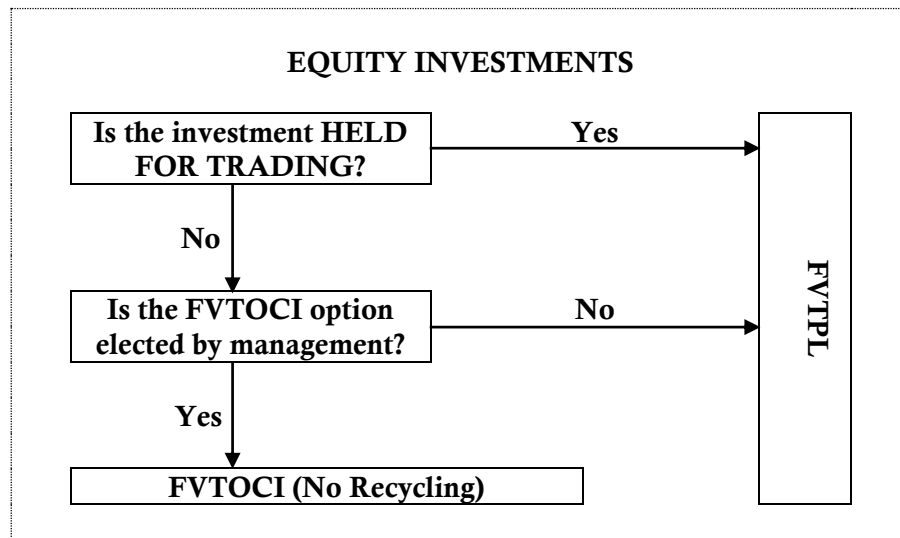 EQUITY INVESTMENTS
Is the investment HELD
FOR TRADING?
Yes
No
Is the FVTOCI option
elected by management?
No
Yes
FVTOCI (No Recycling)
FVTPL